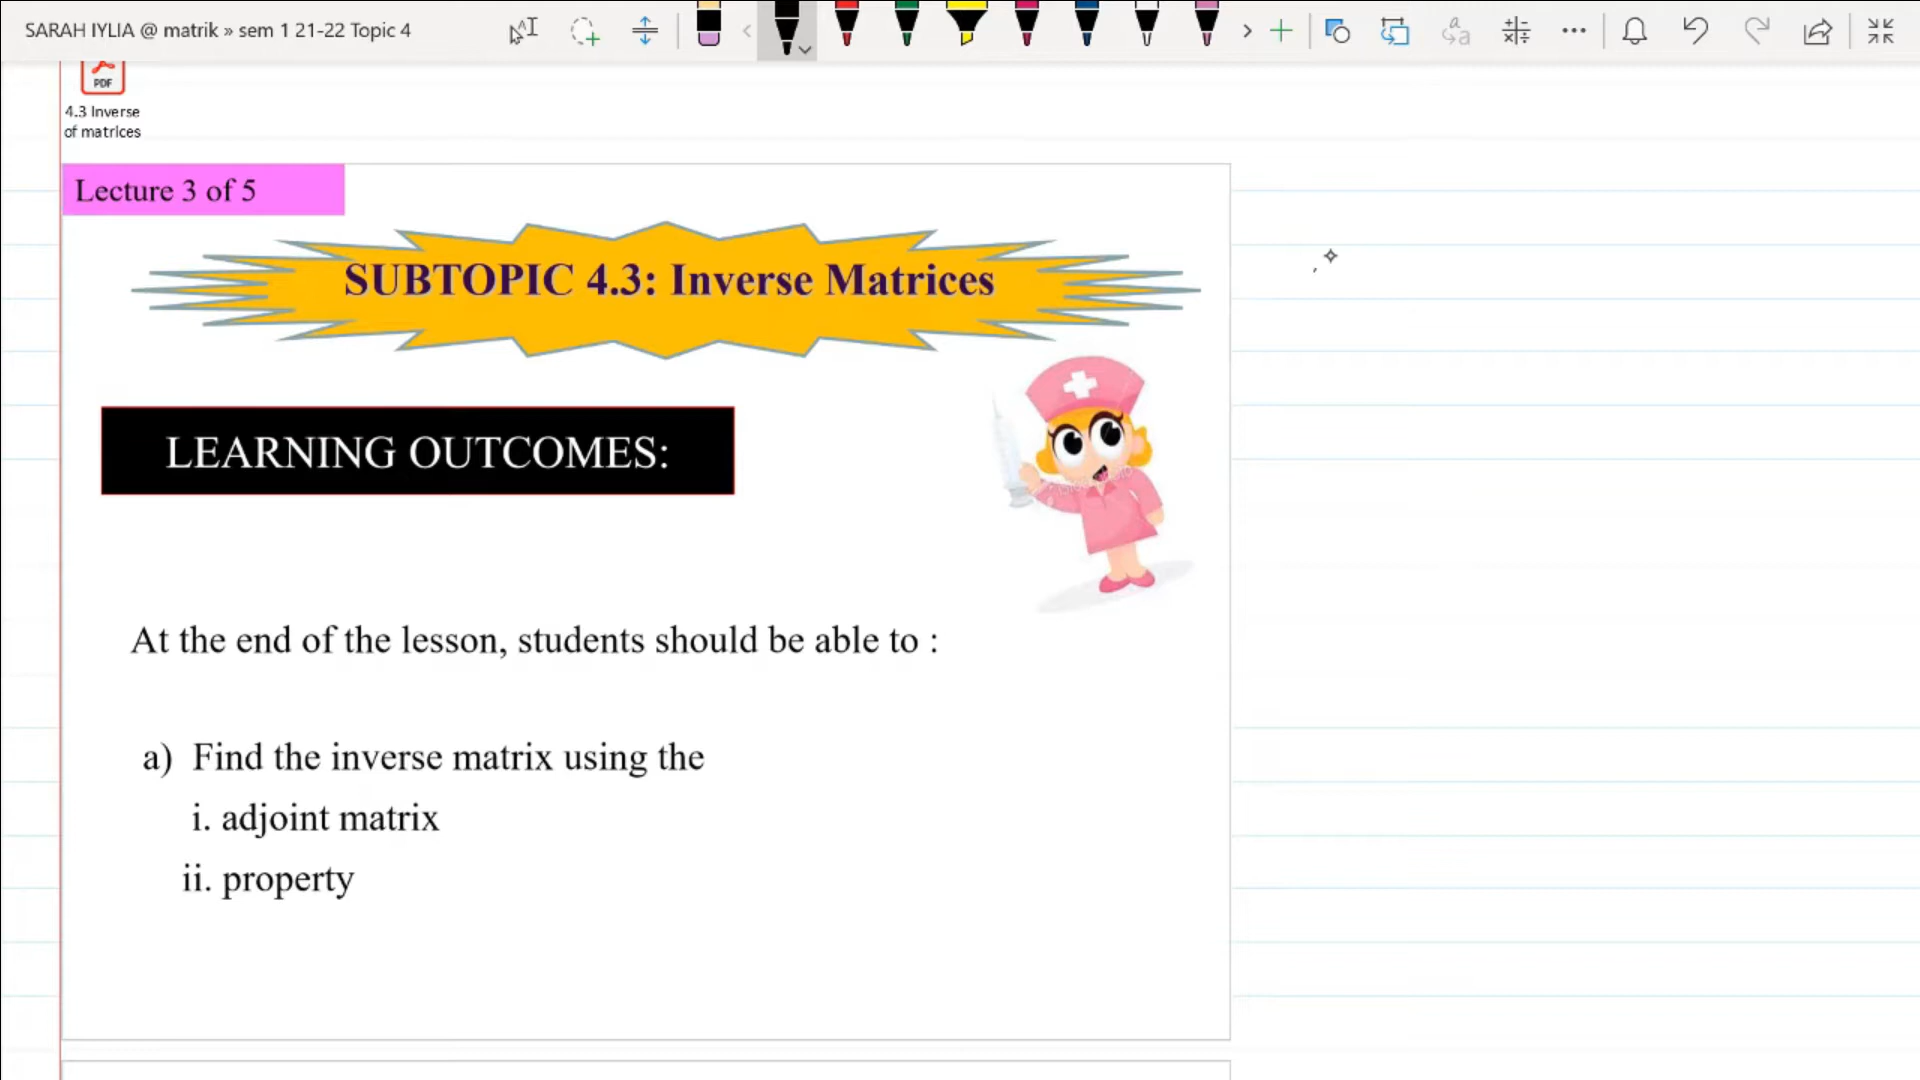 SARAH IYLIA @ matrik » sem 1 21-22 Topic 4
PDF
4.3 Inverse
of matrices
Lecture 3 of 5
SUBTOPIC 4.3: Inverse Matrices
LEARNING OUTCOMES:
At the end of the lesson, students should be able to :
a) Find the inverse matrix using the
i. adjoint matrix
ii. property